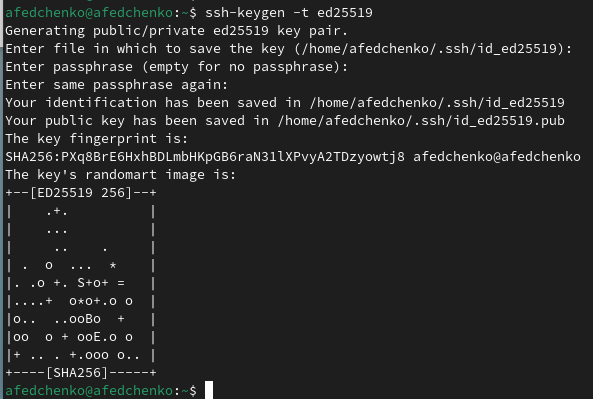 afedchenko@afedchenko:~$ ssh-keygen -t ed25519
Generating public/private ed25519 key pair.
Enter file in which to save the key (/home/afedchenko/.ssh/id_ed25519):
Enter passphrase (empty for no passphrase):
Enter same passphrase again:
Your identification has been saved in /home/afedchenko/.ssh/id_ed25519
Your public key has been saved in /home/afedchenko/.ssh/id_ed25519.pub
The key fingerprint is:
SHA256:PXq8BrE6HxhBDLmbHKpGB6raN31lXPvyA2TDzyowtj8 afedchenko@afedchenko
The key's randomart image is:
+--[ED25519 256]--+
|    .+.          |
|    ...          |
|     ..    .     |
| .  o  ...  *    |
|. .o +. S+o+ =   |
|....+  o*o+.o o  |
|o..  ..ooBo  +   |
|oo  o + ooE.o o  |
|+ .. . +.ooo o.. |
+----[SHA256]-----+
afedchenko@afedchenko:~$